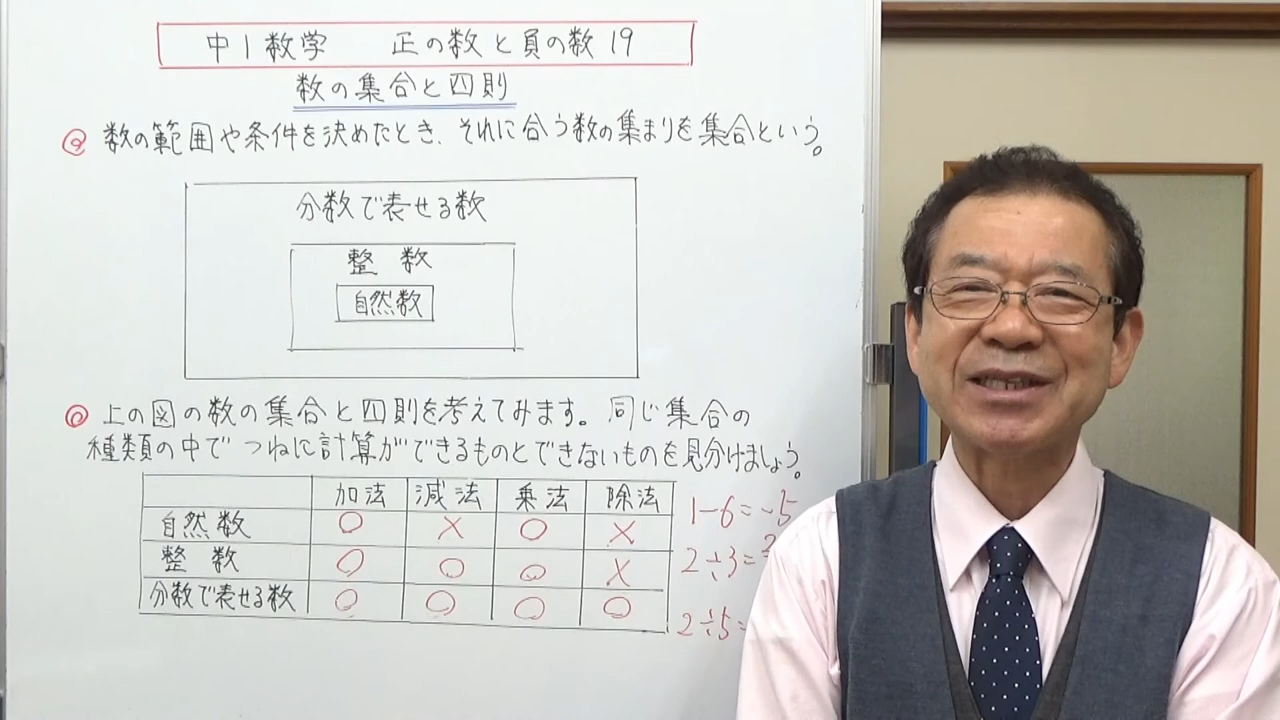 中1数学 正の数と負の数19
数の集合と四則
◎ 数の範囲や条件を決めたとき、それに合う数の集まりを集合という。
分数で表せる数
整 数
自然数
◎ 上の図の数の集合と四則を考えてみます。同じ集合の
種類の中でつねに計算ができるものとできないものを見分けましょう。
加法 減法 乗法 除法
自然数 ○ × ○ ×
整 数 ○ ○ ○ ×
分数で表せる数 ○ ○ ○ ○
1-6=-5
2÷3=
2÷5=